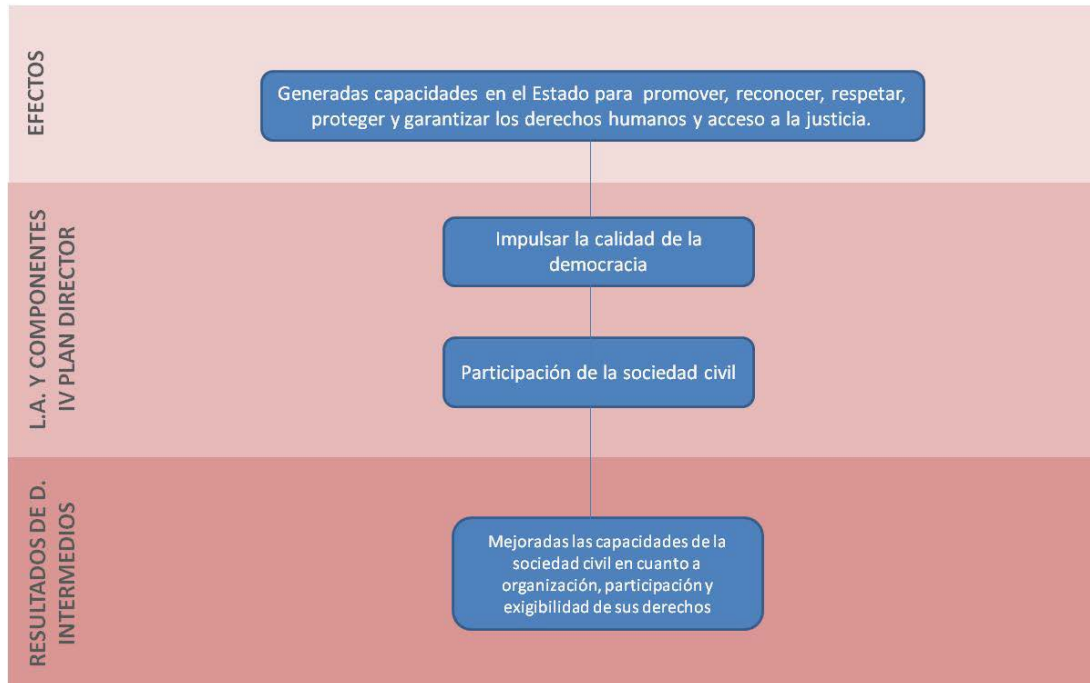 EFECTOS
Generadas capacidades en el Estado para promover, reconocer, respetar,
proteger y garantizar los derechos humanos y acceso a la justicia.
L.A. Y COMPONENTES
IV PLAN DIRECTOR
Impulsar la calidad de la
democracia
Participación de la sociedad civil
RESULTADOS DE D.
INTERMEDIOS
Mejoradas las capacidades de la
sociedad civil en cuanto a
organización, participación y
exigibilidad de sus derechos